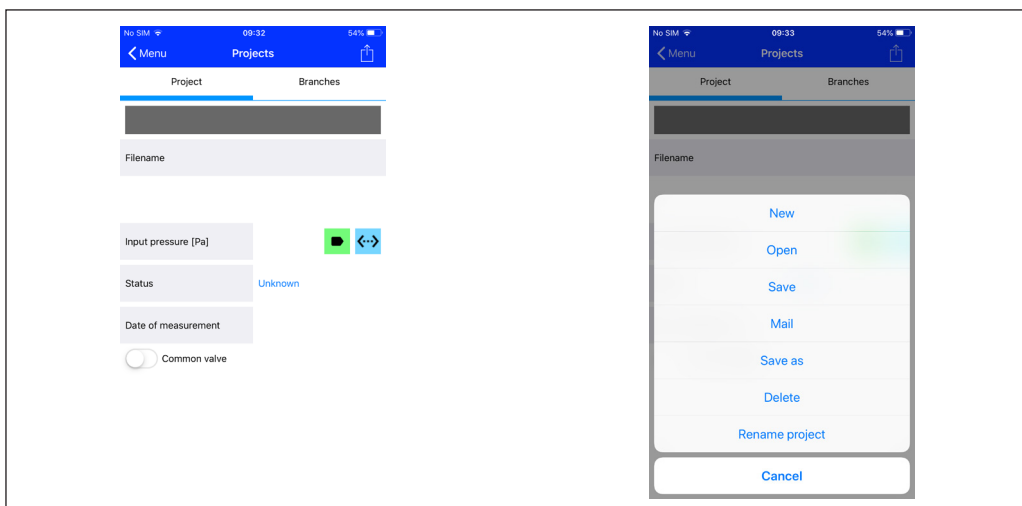 No SIM 09:32 54%
Menu Projects
Project Branches
Filename
Input pressure [Pa]
Status Unknown
Date of measurement
Common valve
No SIM 09:33 54%
Menu Projects
Project Branches
Filename
New
Open
Save
Mail
Save as
Delete
Rename project
Cancel